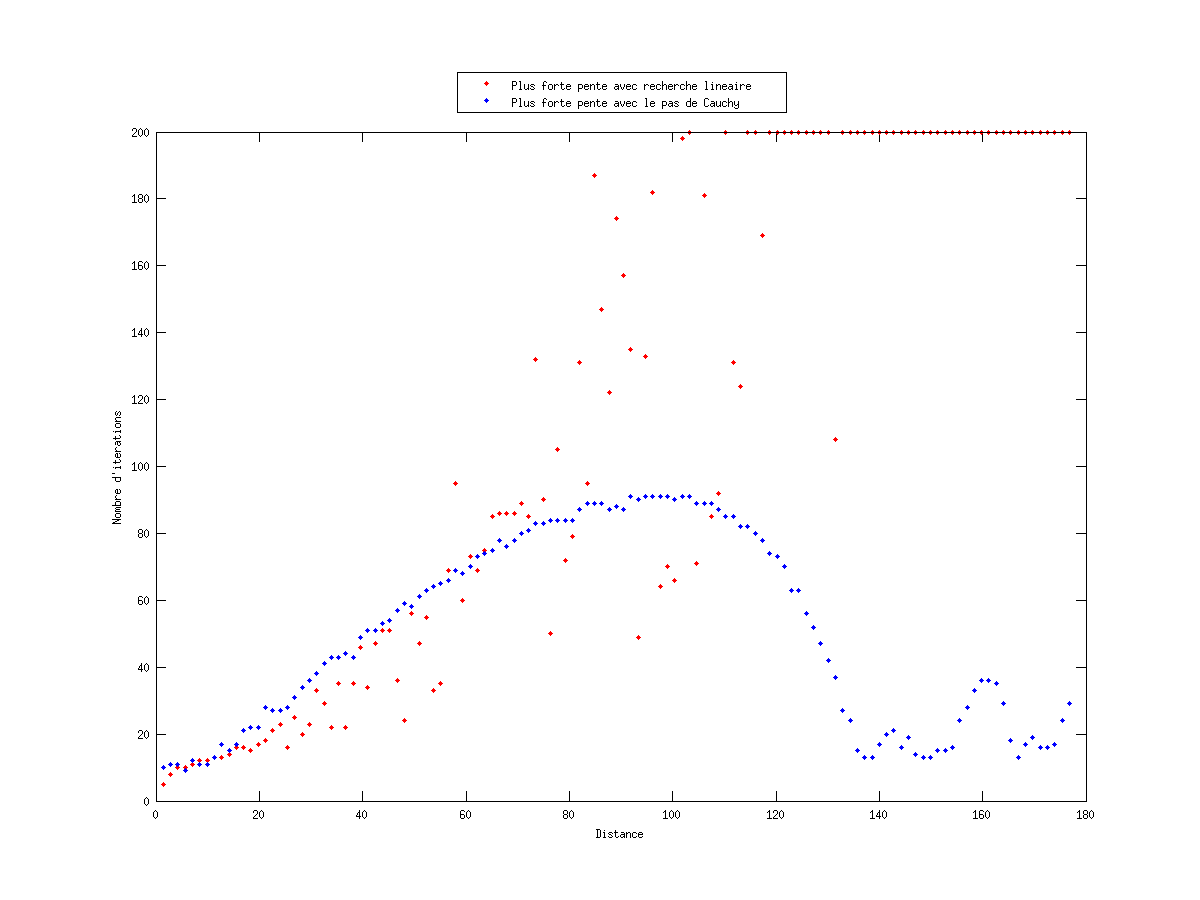 Plus forte pente avec recherche lineaire
Plus forte pente avec le pas de Cauchy
200
180
160
140
120
100
80
60
40
20
0
Nombre d'iterations
0 20 40 60 80 100 120 140 160 180
Distance